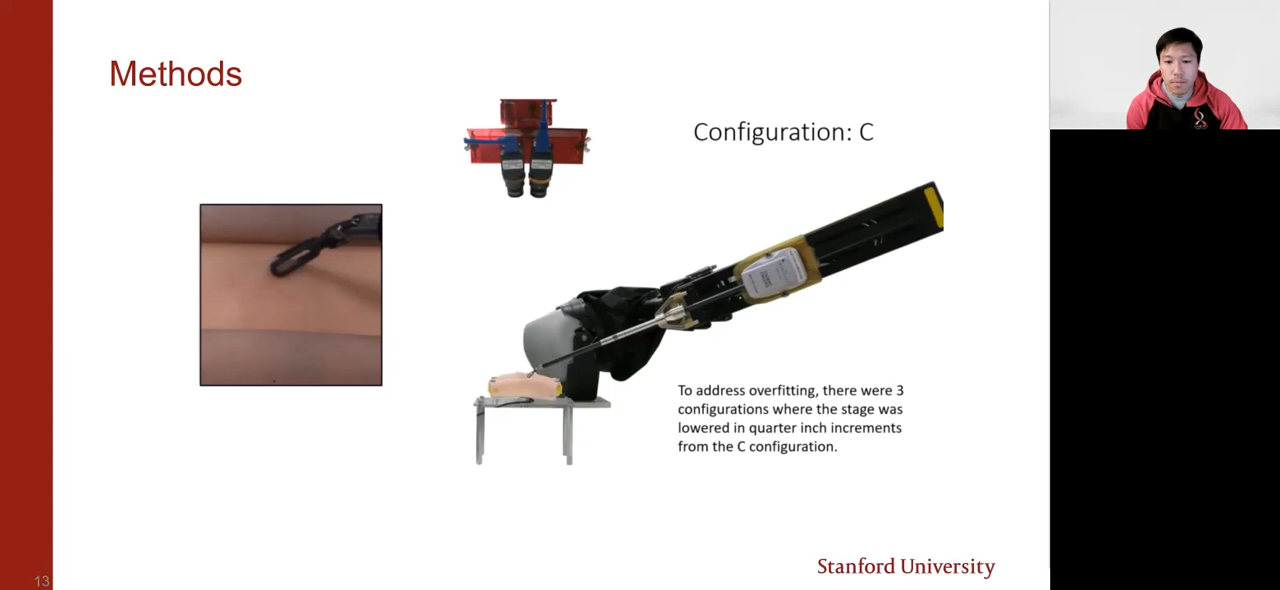 Methods
Configuration: C
To address overfitting, there were 3
configurations where the stage was
lowered in quarter inch increments
from the C configuration.
Stanford University
13